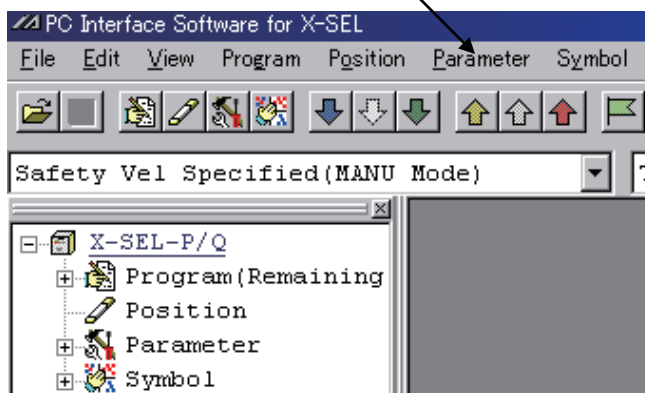 PC Interface Software for X-SEL
File Edit View Program Position Parameter Symbol
Safety Vel Specified(MANU Mode)
X-SEL-P/Q
Program(Remaining
Position
Parameter
Symbol